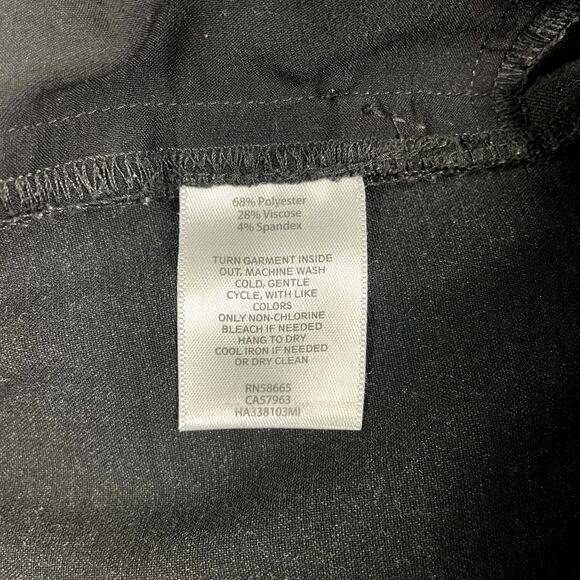 68% Polyester
28% Viscose
4% Spandex
TURN GARMENT INSIDE
OUT, MACHINE WASH
COLD, GENTLE
CYCLE, WITH LIKE
COLORS
ONLY NON-CHLORINE
BLEACH IF NEEDED
HANG TO DRY
COOL IRON IF NEEDED
OR DRY CLEAN
RN58665
CA57963
HA338103MI